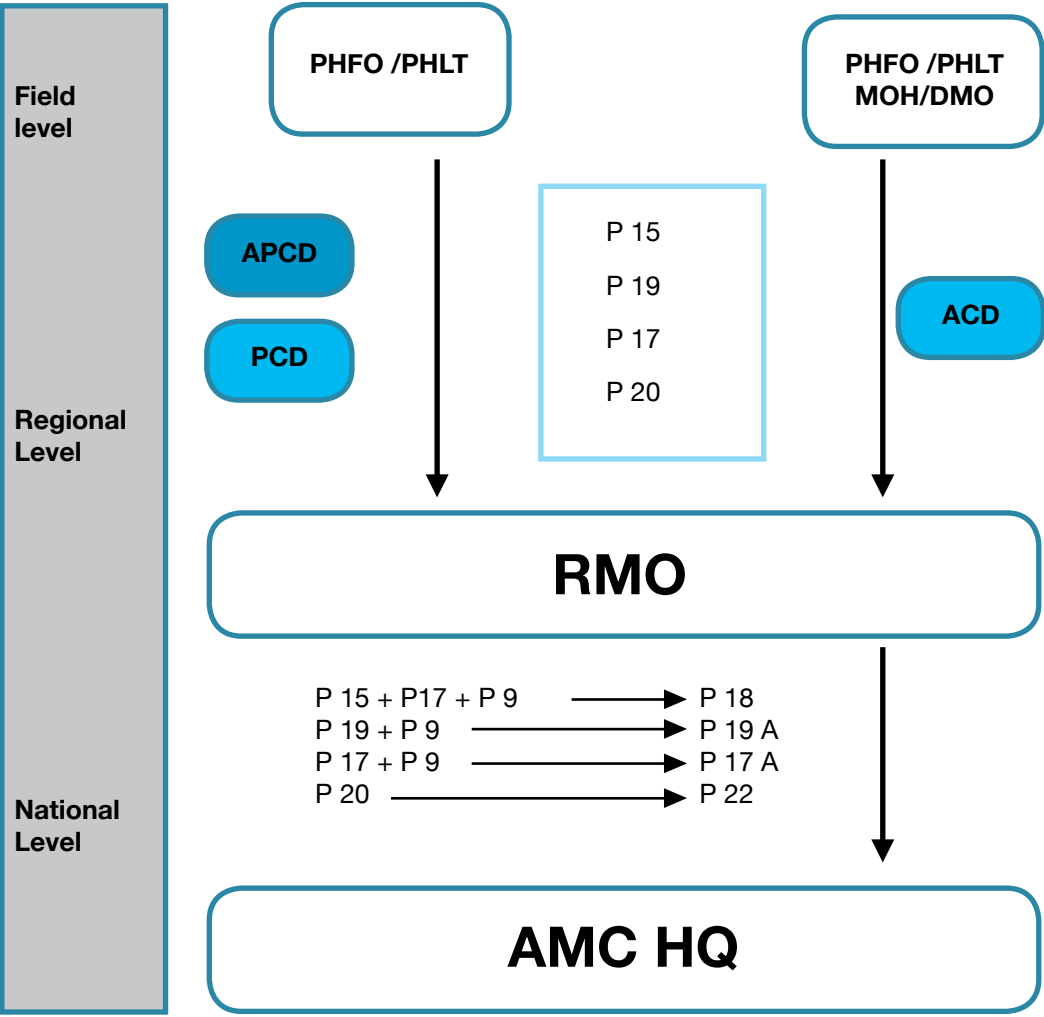 Field
level
PHFO /PHLT
PHFO /PHLT
MOH/DMO
APCD
PCD
P 15
P 19
P 17
P 20
ACD
Regional
Level
RMO
P 15 + P17 + P 9 P 18
P 19 + P 9 P 19 A
P 17 + P 9 P 17 A
P 20 P 22
National
Level
AMC HQ